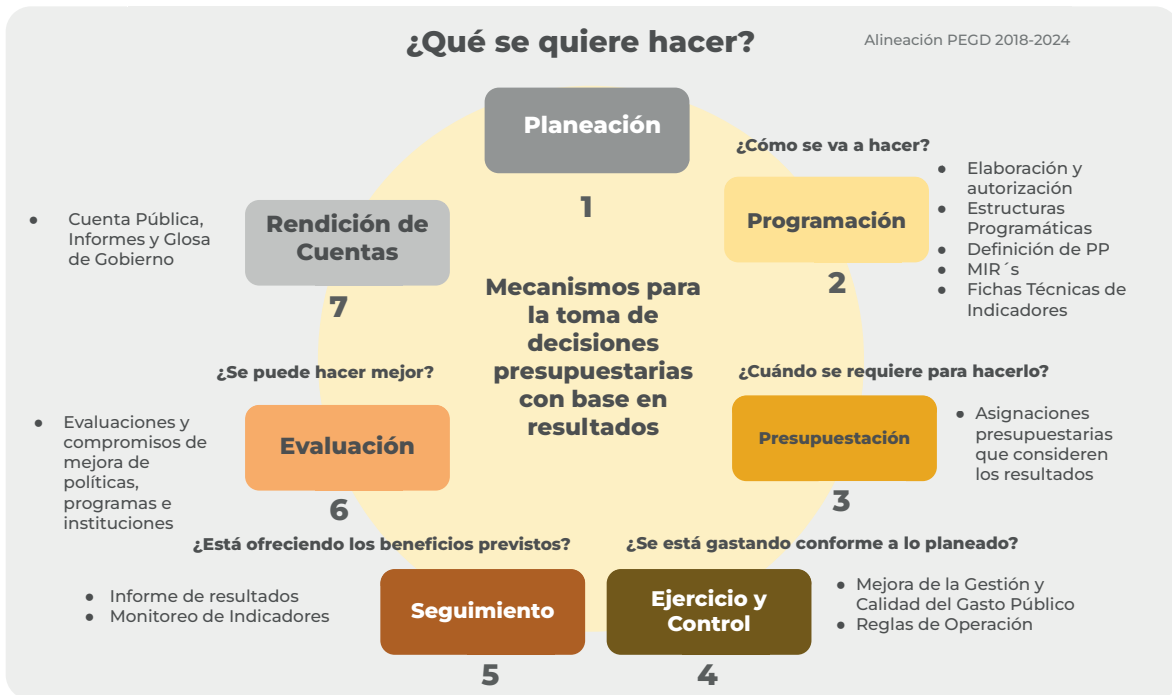 ¿Qué se quiere hacer?
Alineación PEGD 2018-2024
Planeación
1
¿Cómo se va a hacer?
Programación
2
● Elaboración y
autorización
● Estructuras
Programáticas
● Definición de PP
● MIR´s
● Fichas Técnicas de
Indicadores
Mecanismos para
la toma de
decisiones
presupuestarias
con base en
resultados
¿Cuándo se requiere para hacerlo?
Presupuestación
3
● Asignaciones
presupuestarias
que consideren
los resultados
¿Se está gastando conforme a lo planeado?
Ejercicio y
Control
4
● Mejora de la Gestión y
Calidad del Gasto Público
● Reglas de Operación
¿Está ofreciendo los beneficios previstos?
Seguimiento
5
● Informe de resultados
● Monitoreo de Indicadores
¿Se puede hacer mejor?
Evaluación
6
● Evaluaciones y
compromisos de
mejora de
políticas,
programas e
instituciones
Rendición de
Cuentas
7
● Cuenta Pública,
Informes y Glosa
de Gobierno